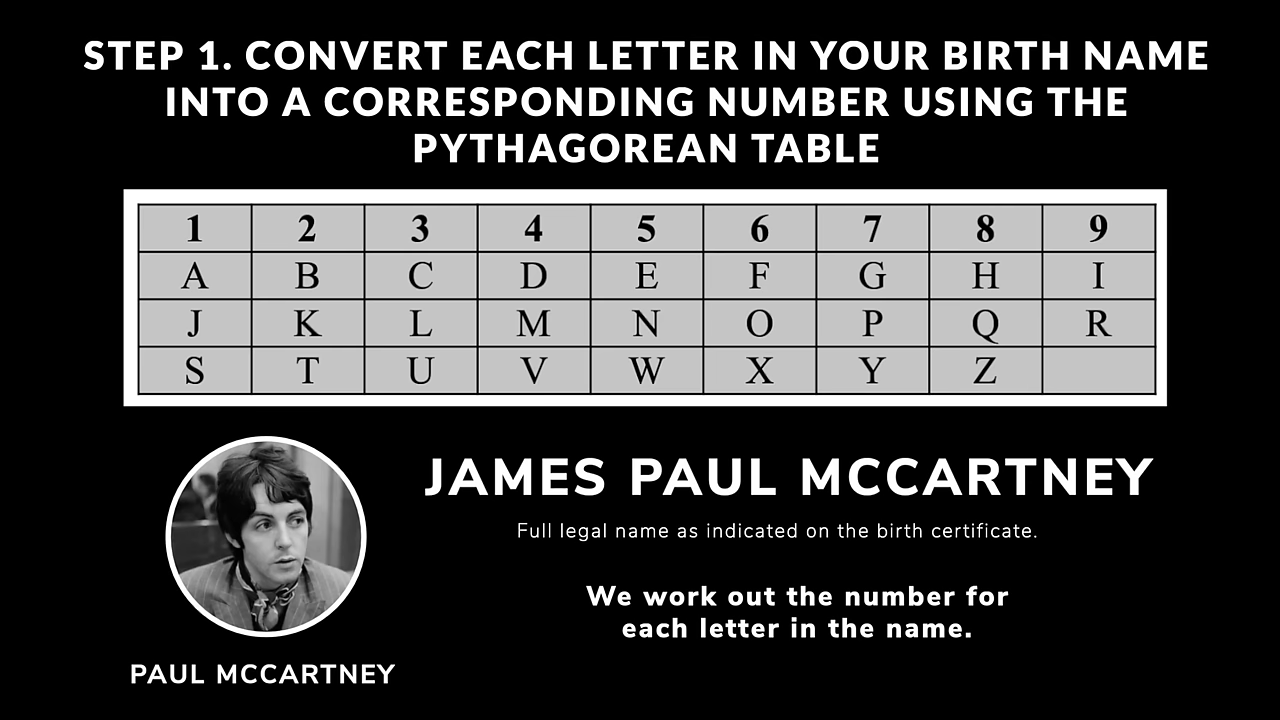 STEP 1. CONVERT EACH LETTER IN YOUR BIRTH NAME
INTO A CORRESPONDING NUMBER USING THE
PYTHAGOREAN TABLE
1 2 3 4 5 6 7 8 9
A B C D E F G H I
J K L M N O P Q R
S T U V W X Y Z
JAMES PAUL MCCARTNEY
Full legal name as indicated on the birth certificate.
We work out the number for
each letter in the name.
PAUL MCCARTNEY